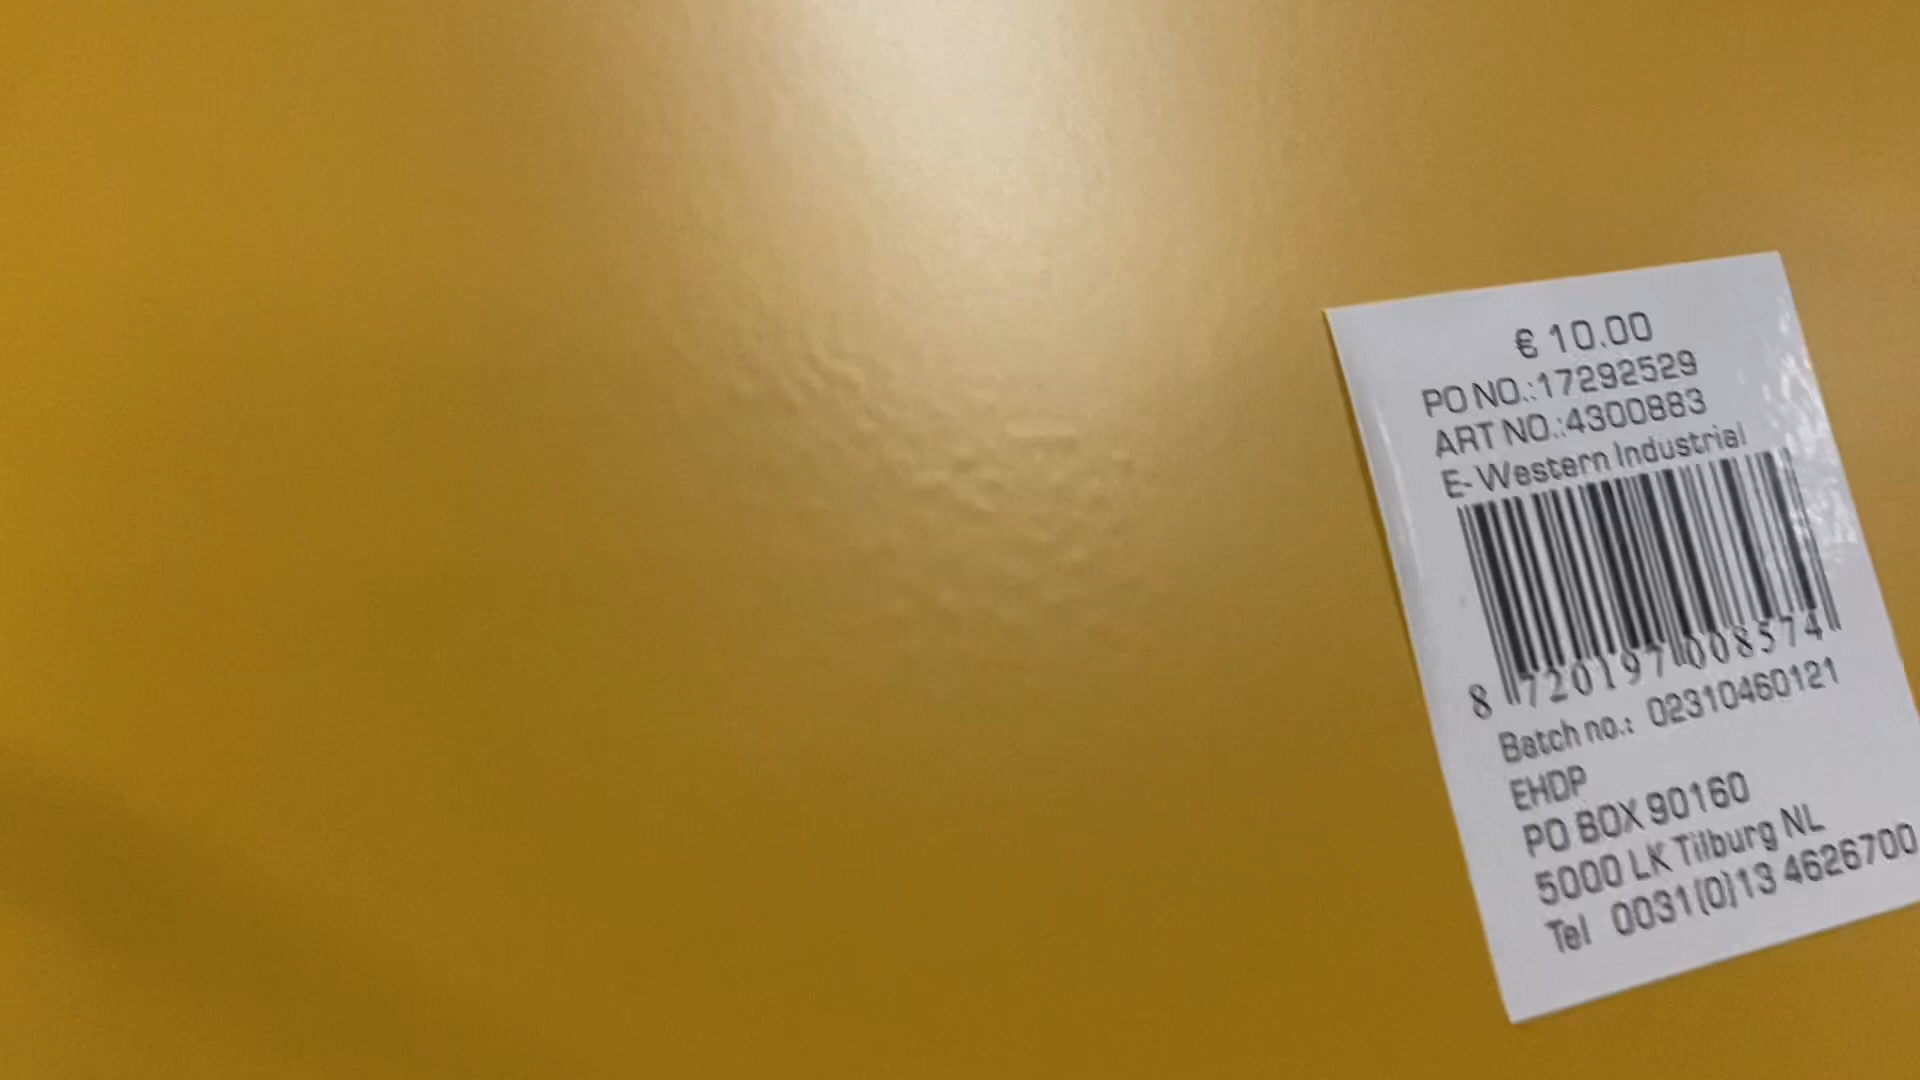 € 10.00
PO NO.:17292529
ART NO.:4300883
E- Western Industrial
8 720197 008574
Batch no.: 02310460121
EHDP
PO BOX 90160
5000 LK Tilburg NL
Tel 0031(0)13 4626700